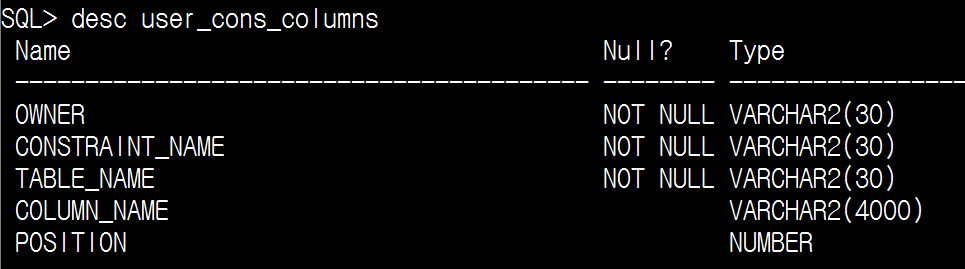 SQL> desc user_cons_columns
Name Null? Type
----------------------------------------- -------- -----------------
OWNER NOT NULL VARCHAR2(30)
CONSTRAINT_NAME NOT NULL VARCHAR2(30)
TABLE_NAME NOT NULL VARCHAR2(30)
COLUMN_NAME VARCHAR2(4000)
POSITION NUMBER